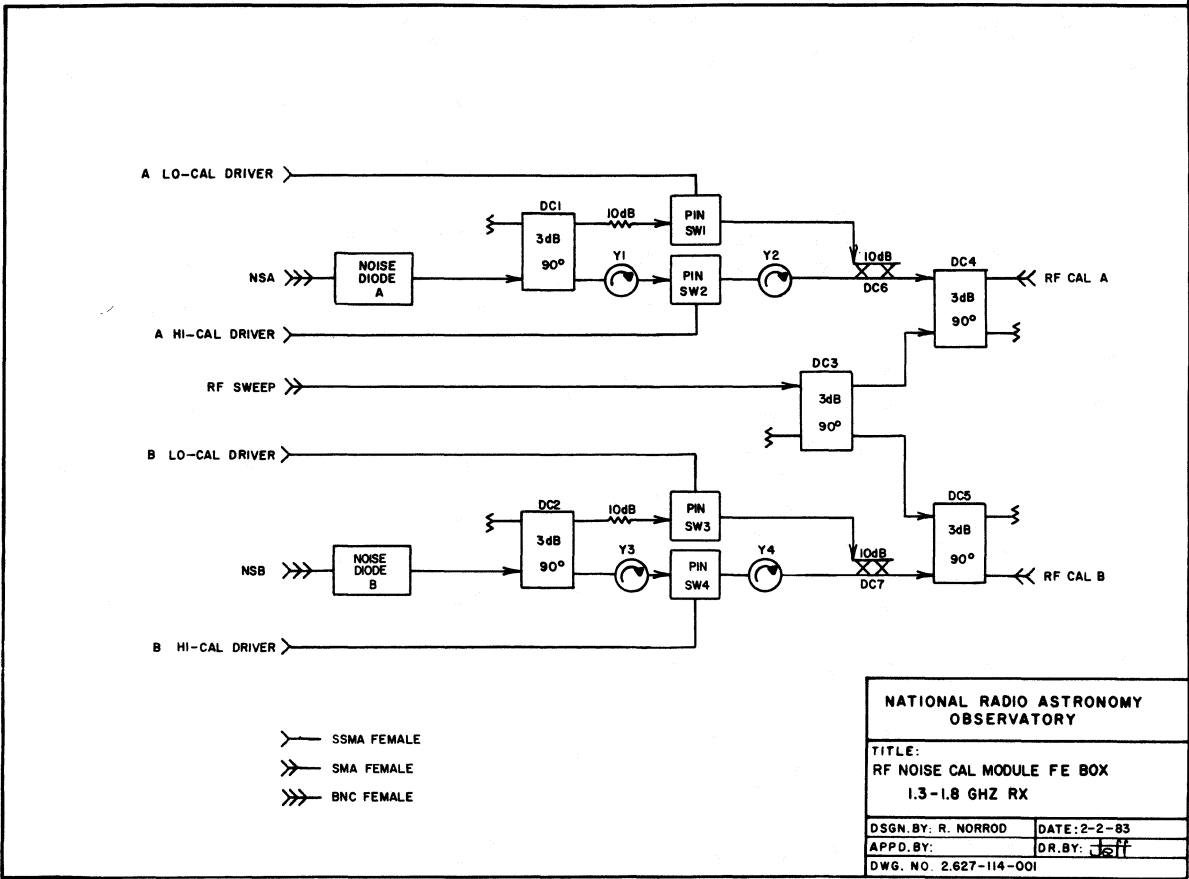 A LO-CAL DRIVER
DC1
10dB
PIN
SW1
3dB
90°
Y1
Y2
10dB
DC6
DC4
NSA
NOISE
DIODE
A
PIN
SW2
RF CAL A
3dB
90°
A HI-CAL DRIVER
DC3
RF SWEEP
3dB
90°
B LO-CAL DRIVER
DC2
10dB
PIN
SW3
DC5
3dB
90°
Y3
Y4
10dB
DC7
3dB
90°
NSB
NOISE
DIODE
B
PIN
SW4
RF CAL B
B HI-CAL DRIVER
SSMA FEMALE
SMA FEMALE
BNC FEMALE
NATIONAL RADIO ASTRONOMY
OBSERVATORY
TITLE:
RF NOISE CAL MODULE FE BOX
1.3-1.8 GHZ RX
DSGN. BY: R. NORROD
DATE: 2-2-83
APPD. BY:
DR. BY: Jeff
DWG. NO. 2.627-114-001